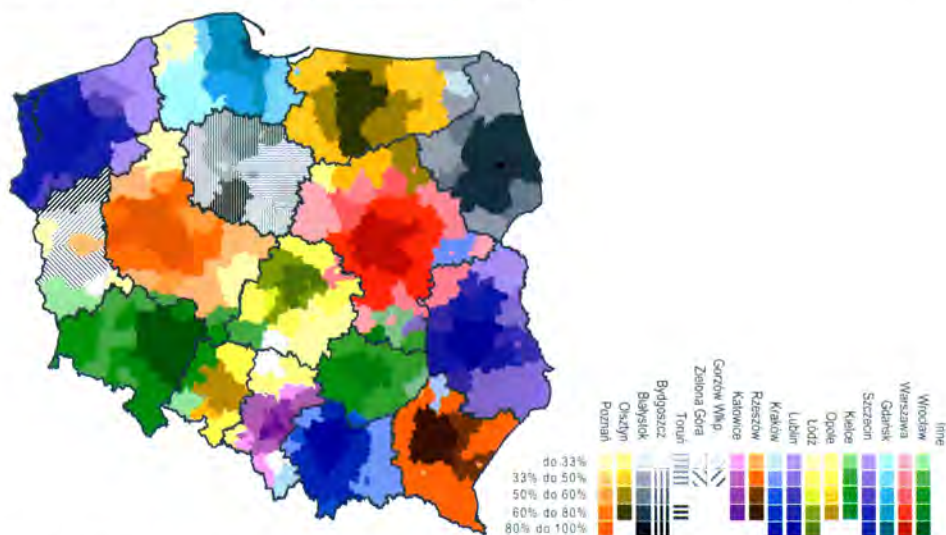 Poznań
Olsztyn
Białystok
Bydgoszcz
Toruń
Zielona Góra
Gorzów Wlkp.
Katowice
Rzeszów
Kraków
Lublin
Łódź
Opole
Kielce
Szczecin
Gdańsk
Warszawa
Wrocław
Inne
do 33%
33% do 50%
50% do 60%
60% do 80%
80% do 100%